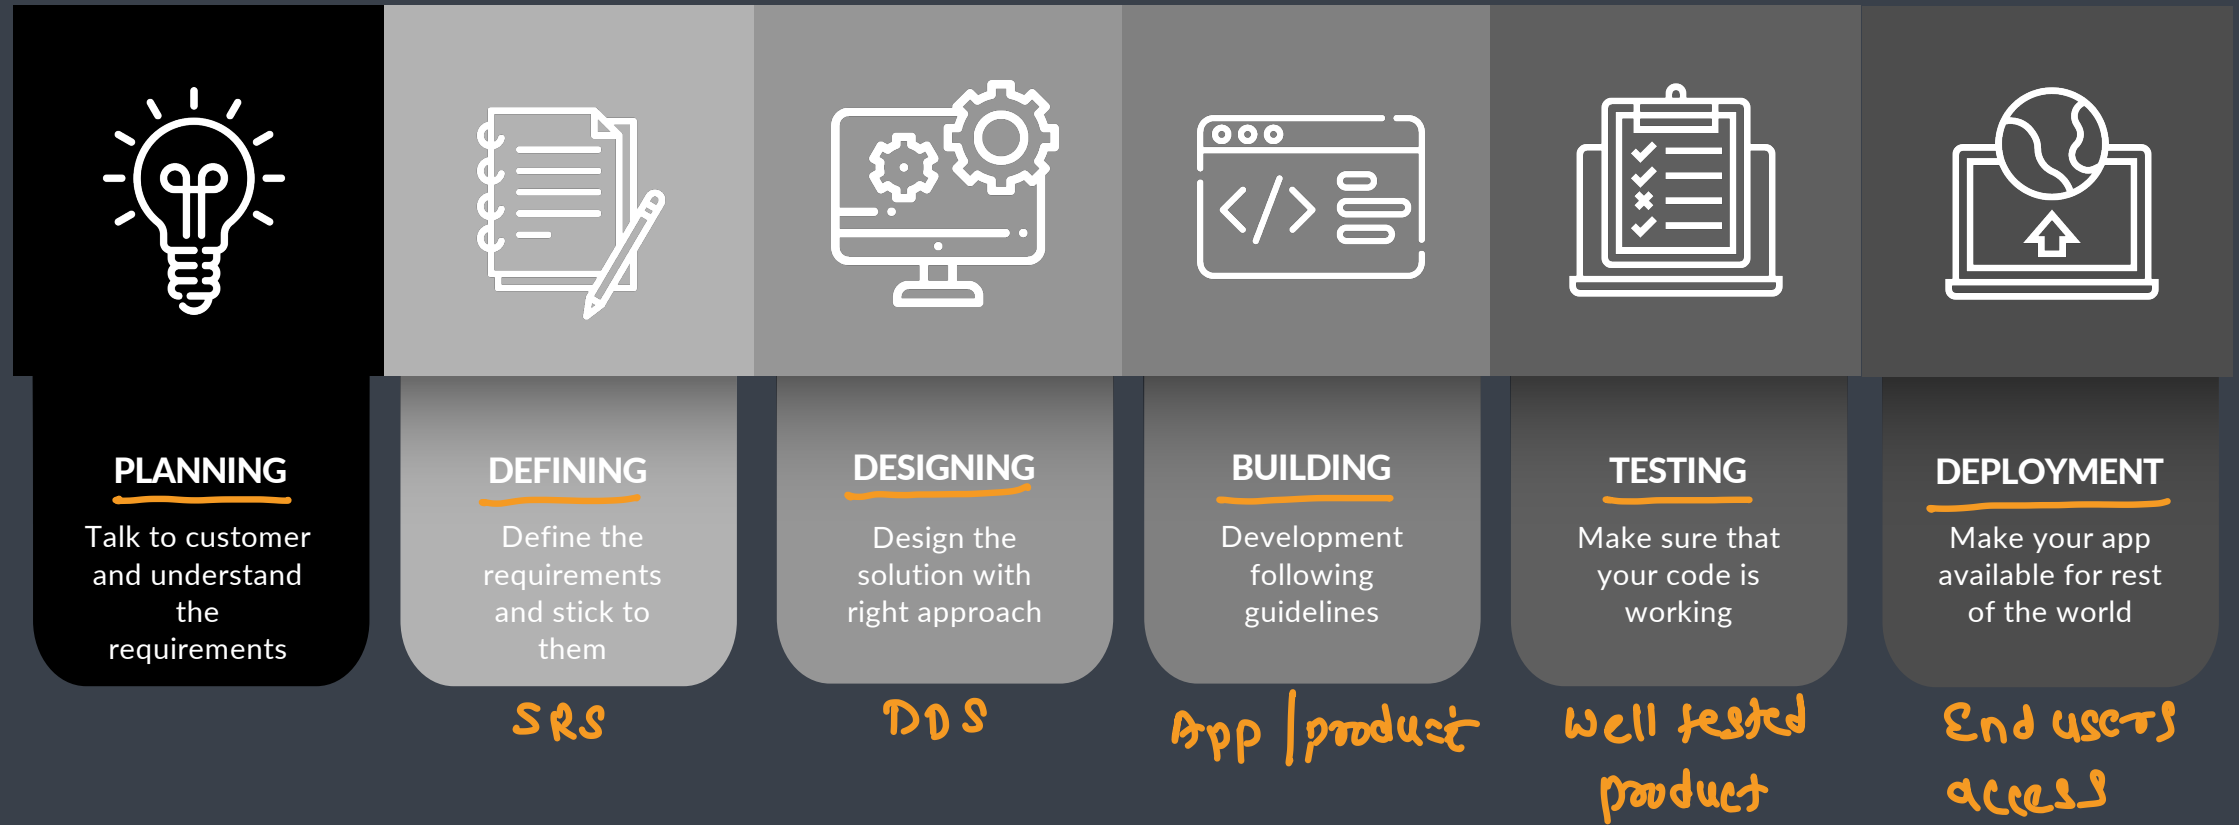 PLANNING
Talk to customer
and understand
the
requirements
DEFINING
Define the
requirements
and stick to
them
SRS
DESIGNING
Design the
solution with
right approach
DDS
BUILDING
Development
following
guidelines
App | product
TESTING
Make sure that
your code is
working
Well tested
product
DEPLOYMENT
Make your app
available for rest
of the world
End users
access